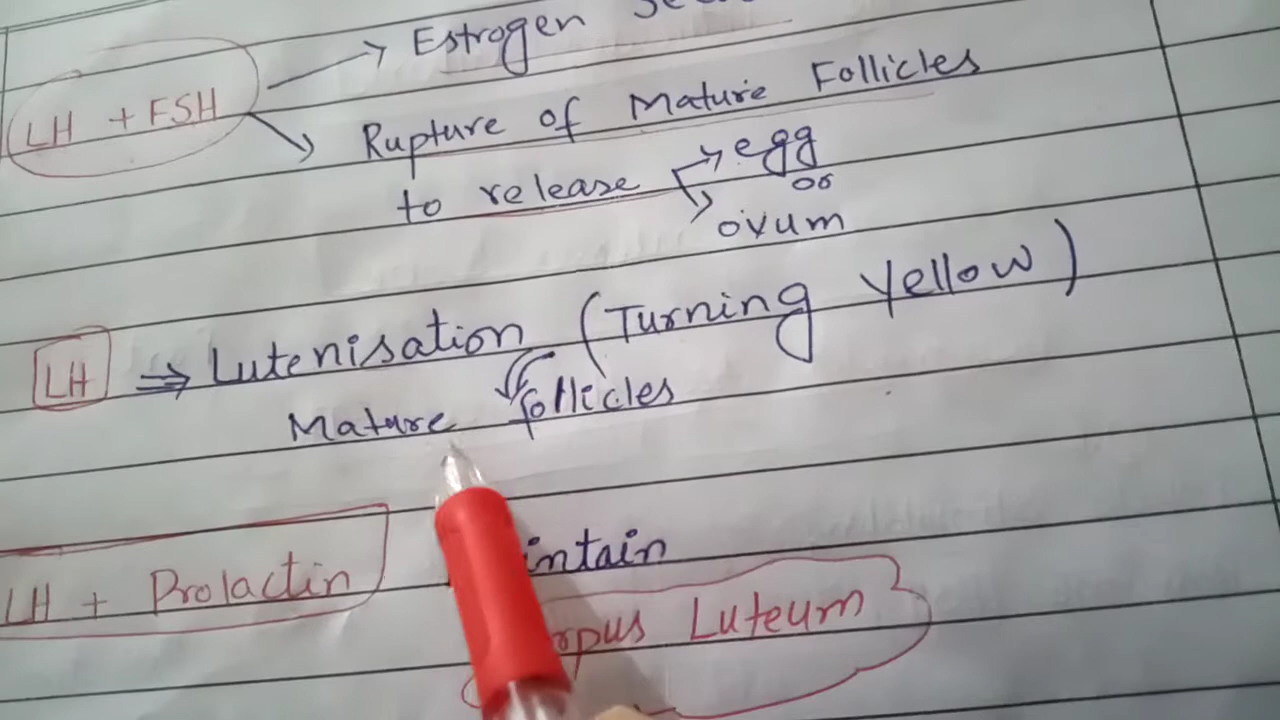 LH + FSH → Estrogen
→ Rupture of Mature Follicles
to release → egg
or
→ ovum
LH ⇒ Lutenisation (Turning Yellow)
Mature follicles
LH + Prolactin
Luteum